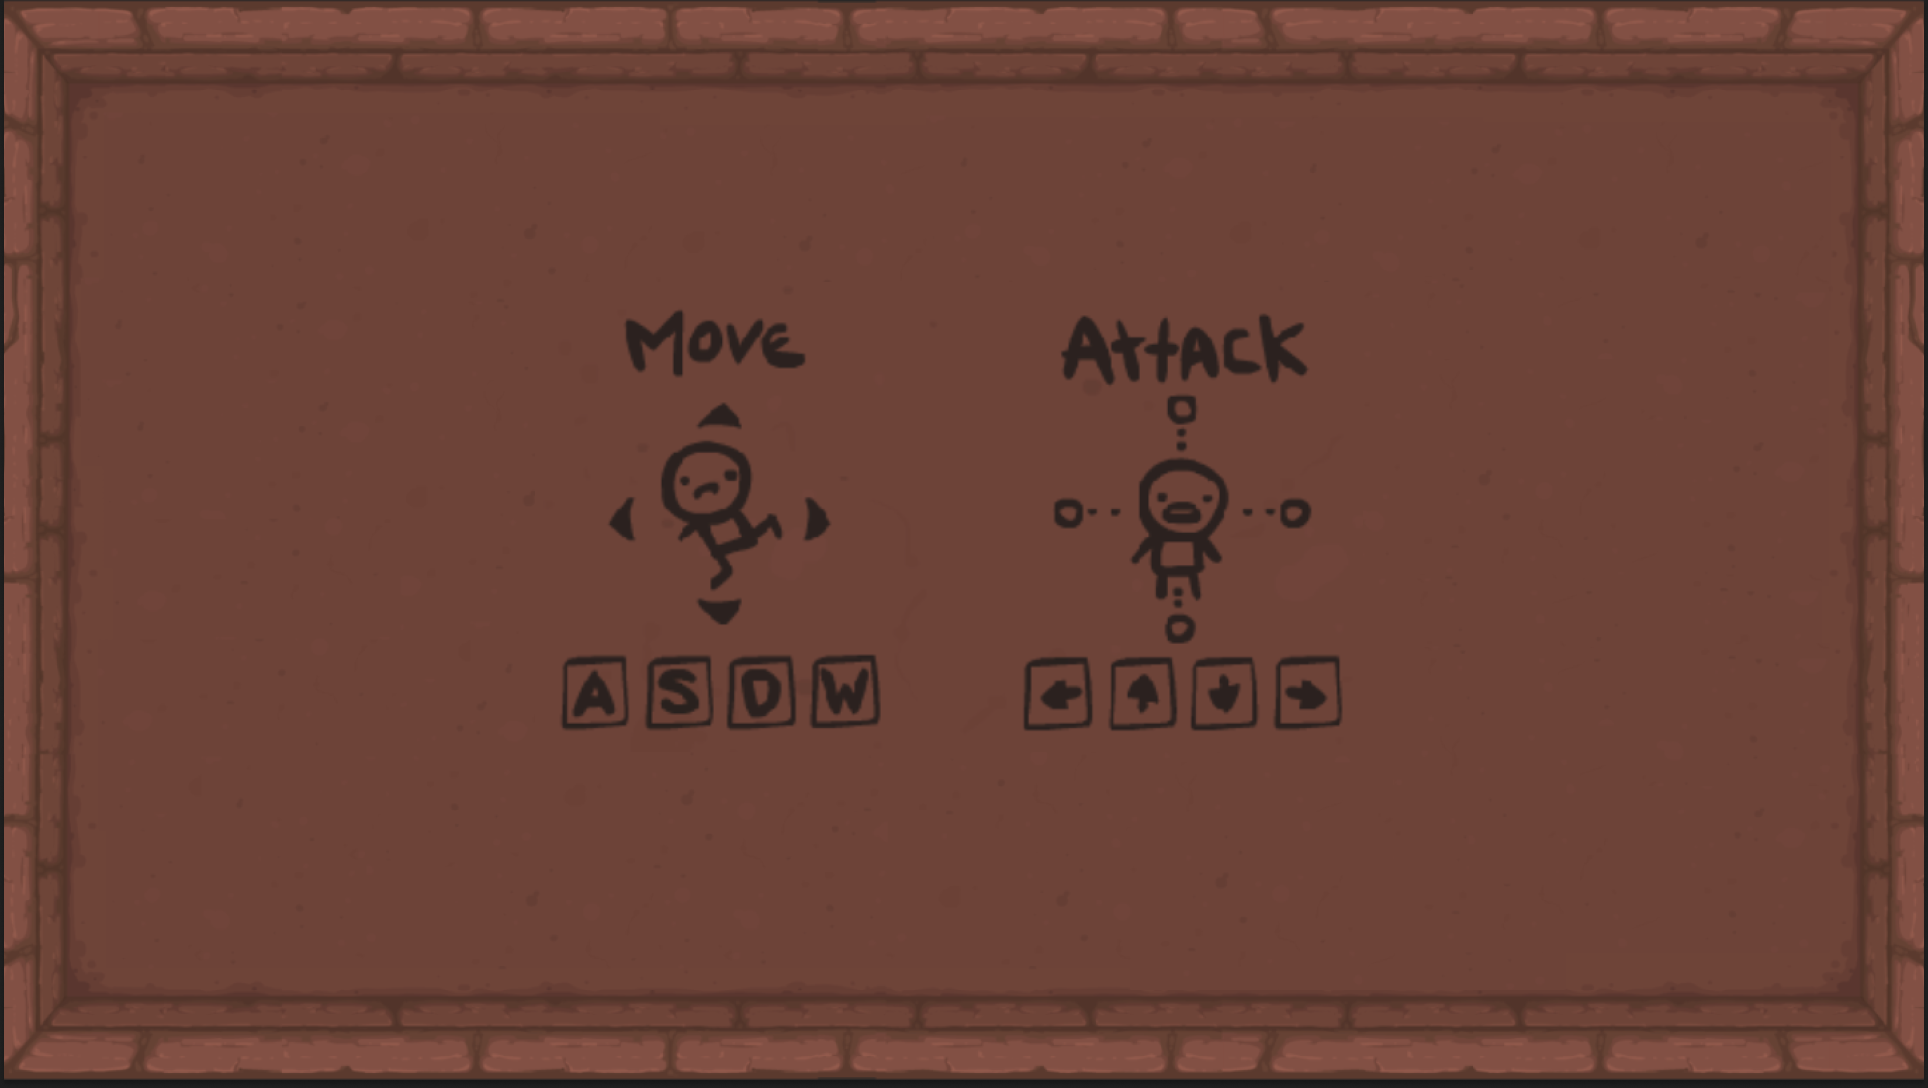 Move
Attack
A S D W
← ↑ ↓ →